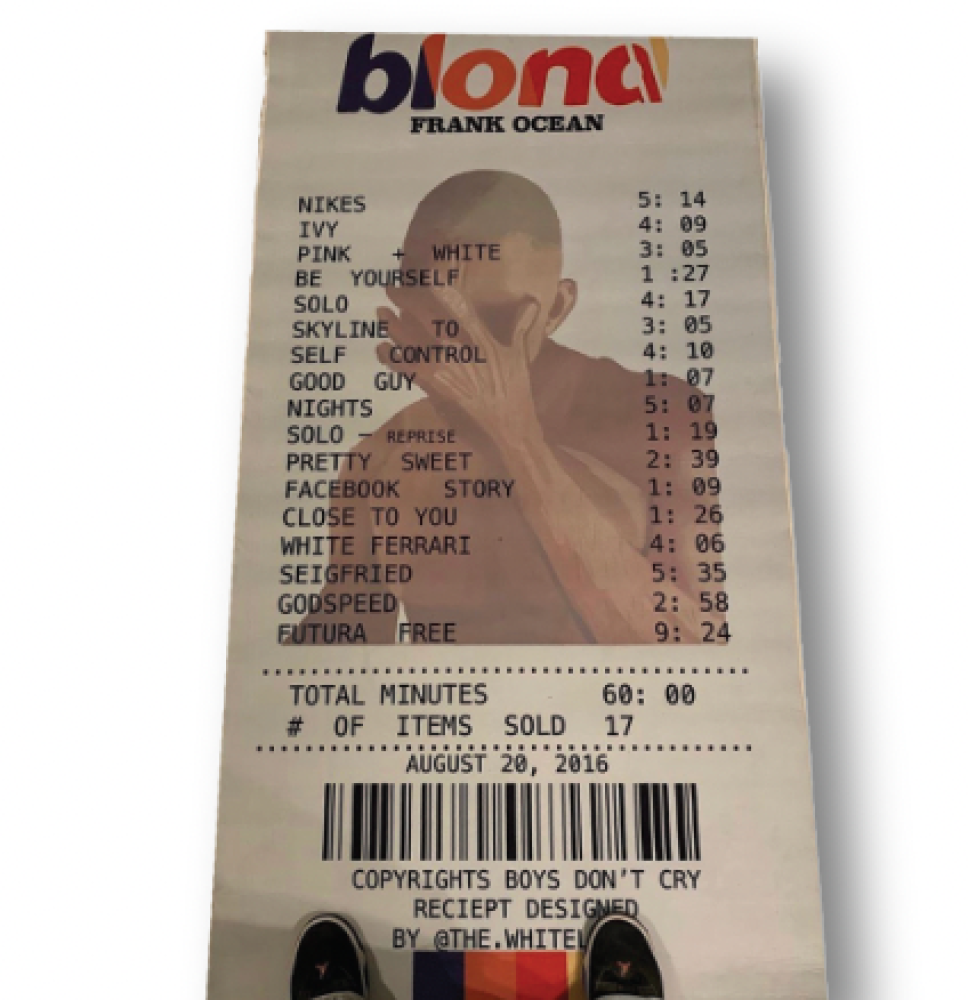 blond
FRANK OCEAN
NIKES 5: 14
IVY 4: 09
PINK + WHITE 3: 05
BE YOURSELF 1 :27
SOLO 4: 17
SKYLINE TO 3: 05
SELF CONTROL 4: 10
GOOD GUY 1: 07
NIGHTS 5: 07
SOLO – REPRISE 1: 19
PRETTY SWEET 2: 39
FACEBOOK STORY 1: 09
CLOSE TO YOU 1: 26
WHITE FERRARI 4: 06
SEIGFRIED 5: 35
GODSPEED 2: 58
FUTURA FREE 9: 24
TOTAL MINUTES 60: 00
# OF ITEMS SOLD 17
AUGUST 20, 2016
COPYRIGHTS BOYS DON'T CRY
RECIEPT DESIGNED
BY